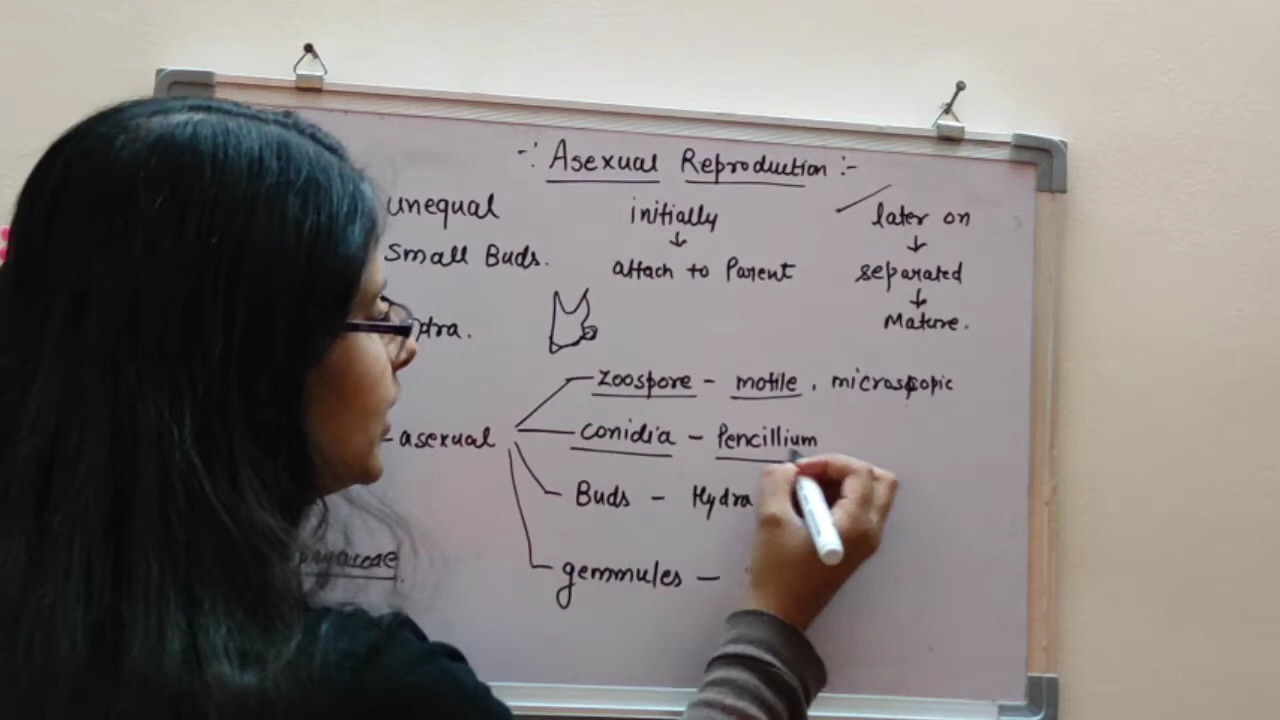 -: Asexual Reproduction :-
unequal initially later on
Small Buds. attach to Parent separated
Mature.
Zoospore - motile, microscopic
- asexual conidia - Pencillium
Buds - Hydra
gemmules -